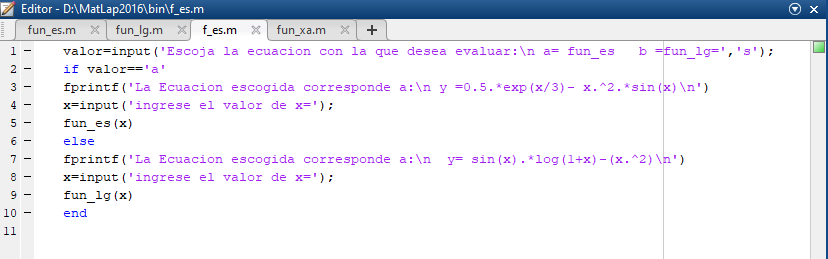 Editor - D:\MatLap2016\bin\f_es.m
fun_es.m fun_lg.m f_es.m fun_xa.m
1 valor=input('Escoja la ecuacion con la que desea evaluar:\n a= fun_es   b =fun_lg=','s');
2 if valor=='a'
3 fprintf('La Ecuacion escogida corresponde a:\n y =0.5.*exp(x/3)- x.^2.*sin(x)\n')
4 x=input('ingrese el valor de x=');
5 fun_es(x)
6 else
7 fprintf('La Ecuacion escogida corresponde a:\n  y= sin(x).*log(1+x)-(x.^2)\n')
8 x=input('ingrese el valor de x=');
9 fun_lg(x)
10 end
11